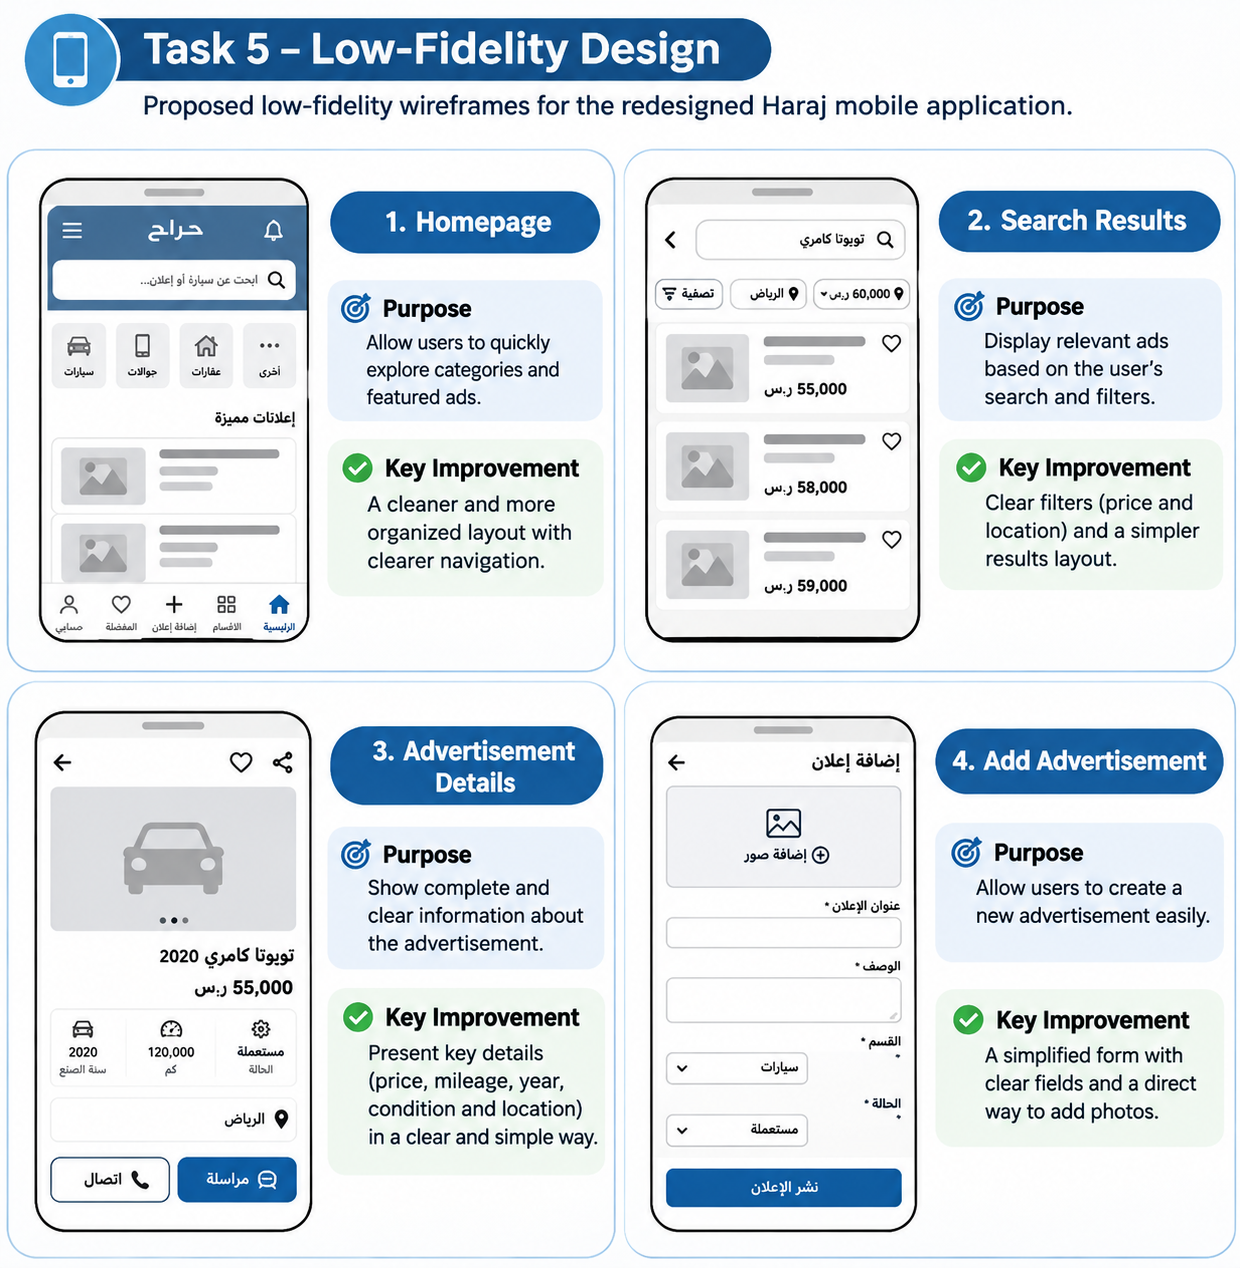 Task 5 – Low-Fidelity Design
Proposed low-fidelity wireframes for the redesigned Haraj mobile application.
حراج
ابحث عن سيارة أو إعلان...
سيارات
جوالات
عقارات
أخرى
إعلانات مميزة
حسابي
المفضلة
إضافة إعلان
الأقسام
الرئيسية
1. Homepage
Purpose
Allow users to quickly
explore categories and
featured ads.
Key Improvement
A cleaner and more
organized layout with
clearer navigation.
تويوتا كامري
تصفية
الرياض
60,000 ر.س
55,000 ر.س
58,000 ر.س
59,000 ر.س
2. Search Results
Purpose
Display relevant ads
based on the user's
search and filters.
Key Improvement
Clear filters (price and
location) and a simpler
results layout.
تويوتا كامري 2020
55,000 ر.س
2020
سنة الصنع
120,000
كم
مستعملة
الحالة
الرياض
اتصال
مراسلة
3. Advertisement
Details
Purpose
Show complete and
clear information about
the advertisement.
Key Improvement
Present key details
(price, mileage, year,
condition and location)
in a clear and simple way.
إضافة إعلان
إضافة صور
عنوان الإعلان *
الوصف *
القسم *
*
سيارات
الحالة *
*
مستعملة
نشر الإعلان
4. Add Advertisement
Purpose
Allow users to create a
new advertisement easily.
Key Improvement
A simplified form with
clear fields and a direct
way to add photos.